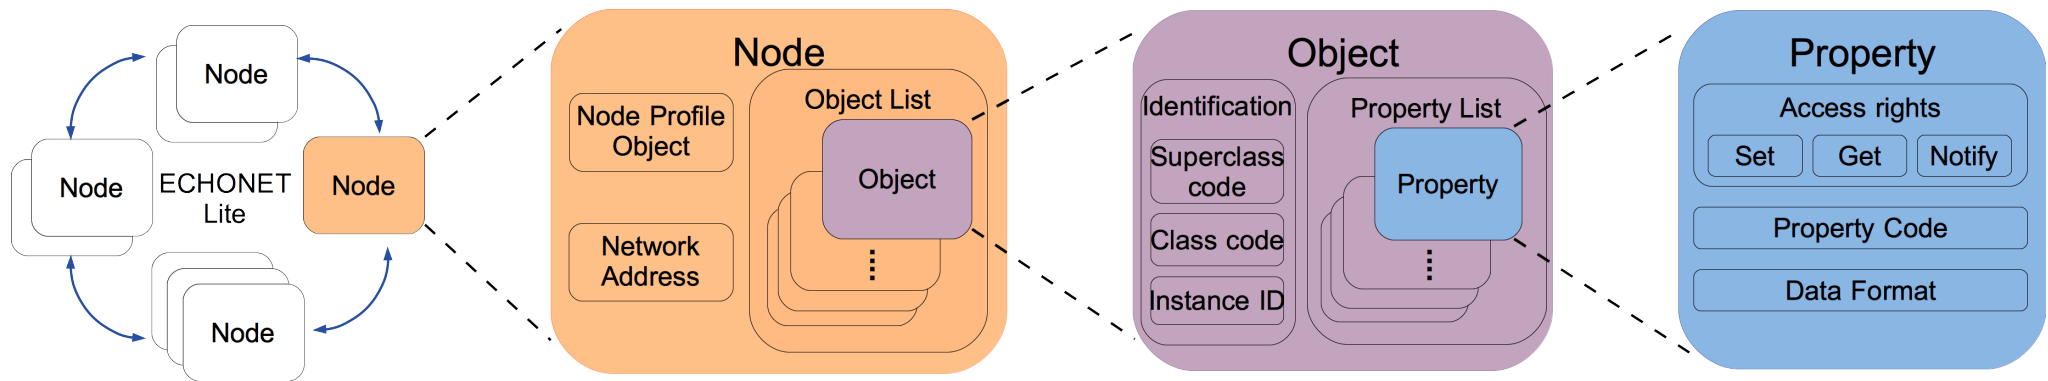 Node
Node
ECHONET
Lite
Node
Node
Node
Node Profile
Object
Network
Address
Object List
Object
Object
Identification
Superclass
code
Class code
Instance ID
Property List
Property
Property
Access rights
Set
Get
Notify
Property Code
Data Format